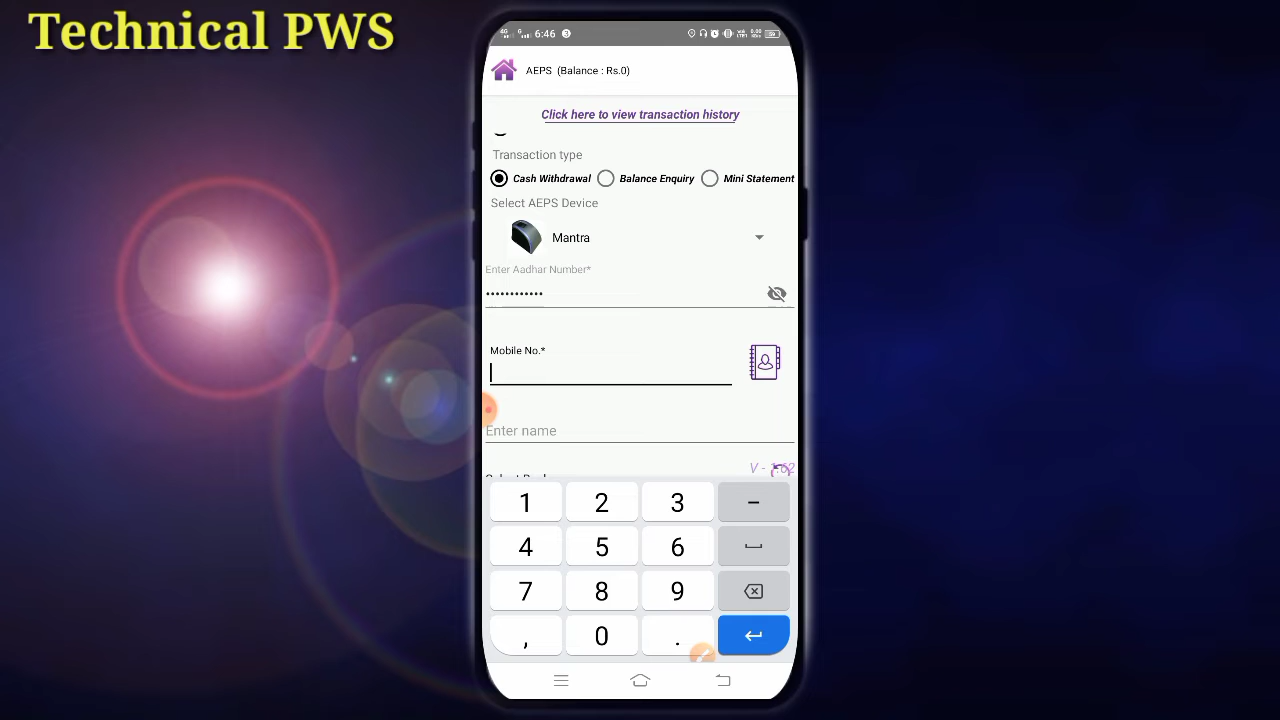 Technical PWS
6:46
AEPS (Balance : Rs.0)
Click here to view transaction history
Transaction type
Cash Withdrawal
Balance Enquiry
Mini Statement
Select AEPS Device
Mantra
Enter Aadhar Number*
••••••••••••
Mobile No.*
Enter name
V - 1.62
1 2 3 −
4 5 6
7 8 9
, 0 .